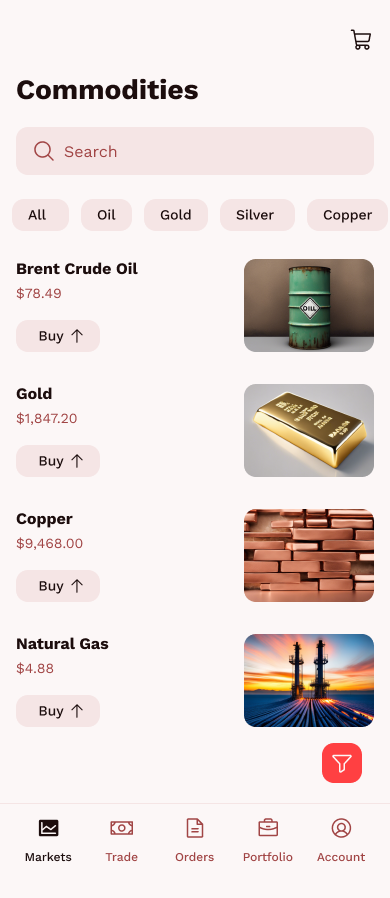 Commodities
Search
All
Oil
Gold
Silver
Copper
Brent Crude Oil
$78.49
Buy
OIL
Gold
$1,847.20
Buy
Copper
$9,468.00
Buy
Natural Gas
$4.88
Buy
Markets
Trade
Orders
Portfolio
Account